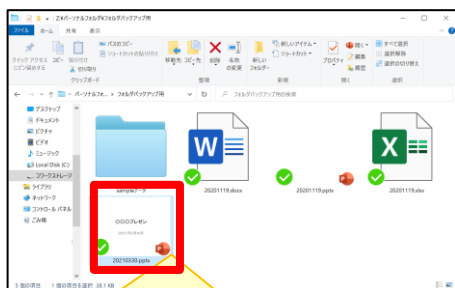 Z:¥パーソナルフォルダ¥フォルダバックアップ用
ファイル ホーム 共有 表示
クイック アクセスにピン留めする
コピー
貼り付け
切り取り
パスのコピー
ショートカットの貼り付け
移動先 コピー先 削除 名前の変更
新しいフォルダー
新しいアイテム
ショートカット
プロパティ
開く
編集
履歴
すべて選択
選択解除
選択の切り替え
クリップボード 整理 新規 開く 選択
パーソナルフォ... › フォルダバックアップ用
フォルダバックアップ用の検索
デスクトップ
ドキュメント
ピクチャ
ビデオ
ミュージック
Local Disk (C:)
ワークストレージ
ライブラリ
ネットワーク
コントロール パネル
ごみ箱
sampleデータ
20201119.docx
20201119.pptx
20201119.xlsx
〇〇〇プレゼン
20210330.pptx
5 個の項目 1 個の項目を選択 38.1 KB